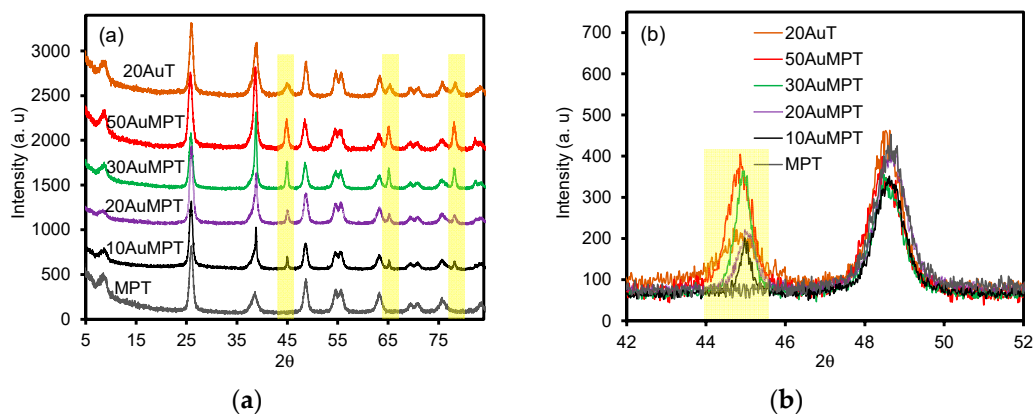 (a)
3000
2500
2000
1500
1000
500
0
Intensity (a. u)
20AuT
50AuMPT
30AuMPT
20AuMPT
10AuMPT
MPT
5 15 25 35 45 55 65 75
2θ
(a)
(b)
700
600
500
400
300
200
100
0
Intensity (a. u)
20AuT
50AuMPT
30AuMPT
20AuMPT
10AuMPT
MPT
42 44 46 48 50 52
2θ
(b)